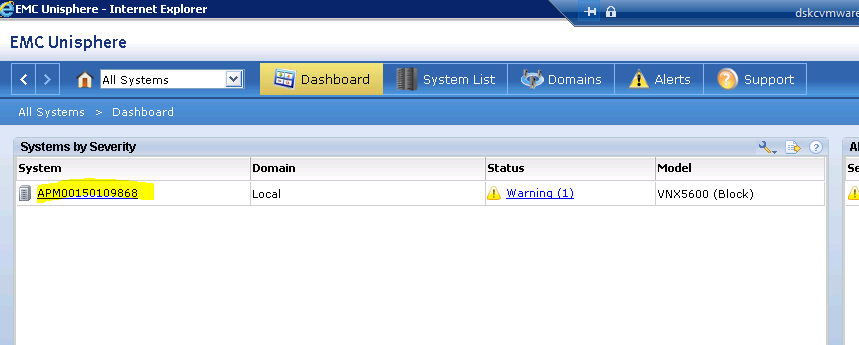 EMC Unisphere - Internet Explorer
dskcvmware
EMC Unisphere
All Systems Dashboard System List Domains Alerts Support
All Systems > Dashboard
Systems by Severity
System Domain Status Model
APM00150109868 Local Warning (1) VNX5600 (Block)